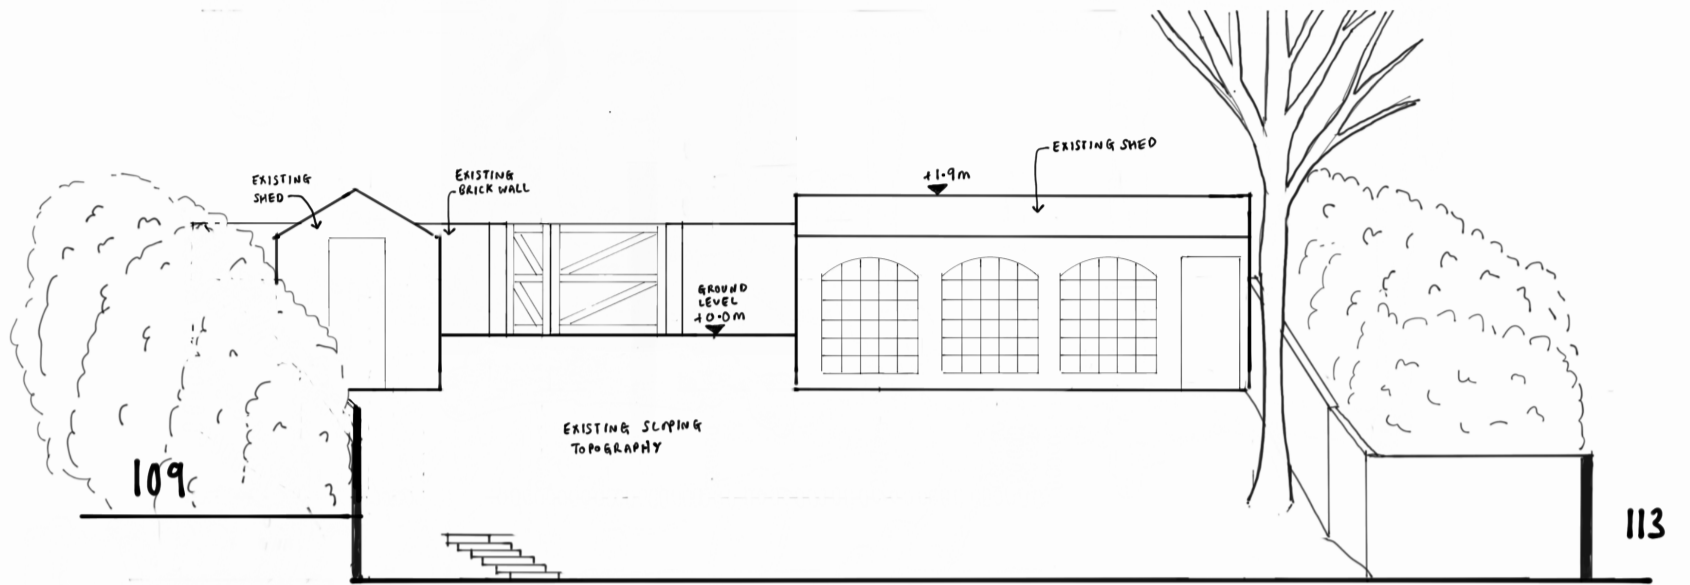 EXISTING SHED
+1.9m
EXISTING
SHED
EXISTING
BRICK WALL
GROUND
LEVEL
+0.0m
EXISTING SLOPING
TOPOGRAPHY
109
113